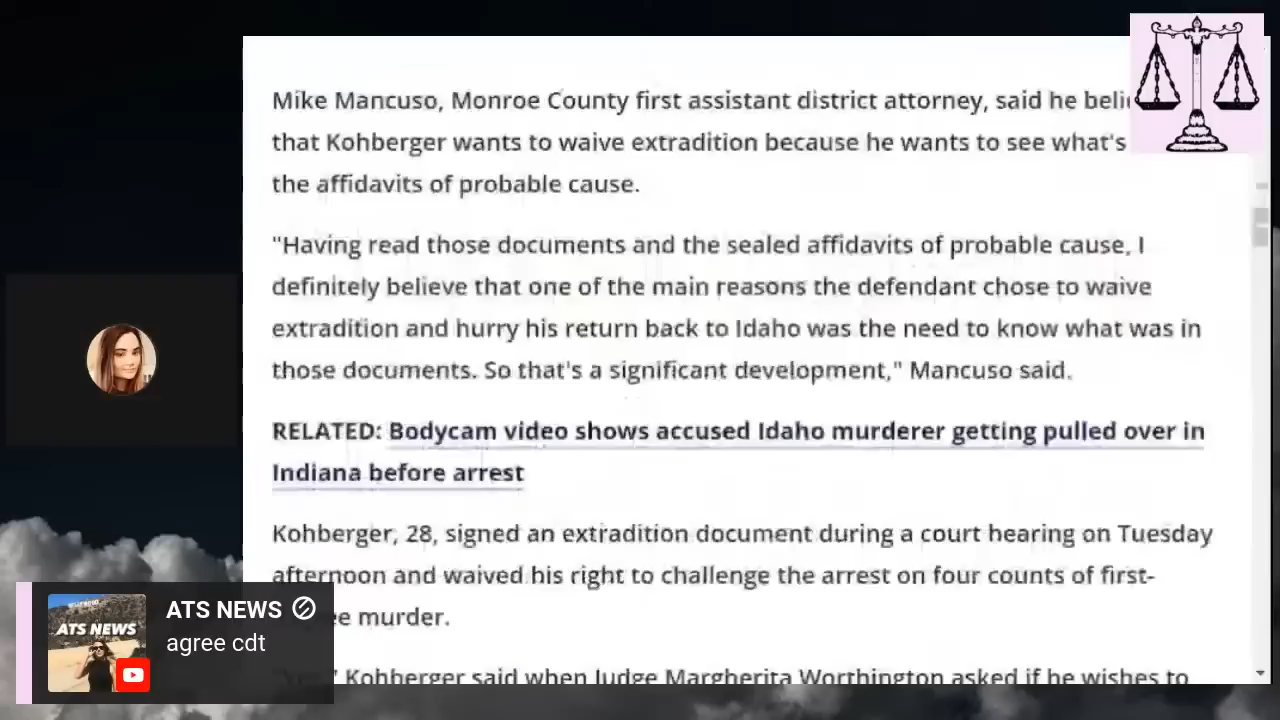 Mike Mancuso, Monroe County first assistant district attorney, said he
that Kohberger wants to waive extradition because he wants to see what's
the affidavits of probable cause.
"Having read those documents and the sealed affidavits of probable cause, I
definitely believe that one of the main reasons the defendant chose to waive
extradition and hurry his return back to Idaho was the need to know what was in
those documents. So that's a significant development," Mancuso said.
RELATED: Bodycam video shows accused Idaho murderer getting pulled over in
Indiana before arrest
Kohberger, 28, signed an extradition document during a court hearing on Tuesday
afternoon and waived his right to challenge the arrest on four counts of first-
murder.
Kohberger said when Judge Margherita Worthington asked if he wishes to
HOLLYWOOD
ATS NEWS
ATS NEWS
agree cdt